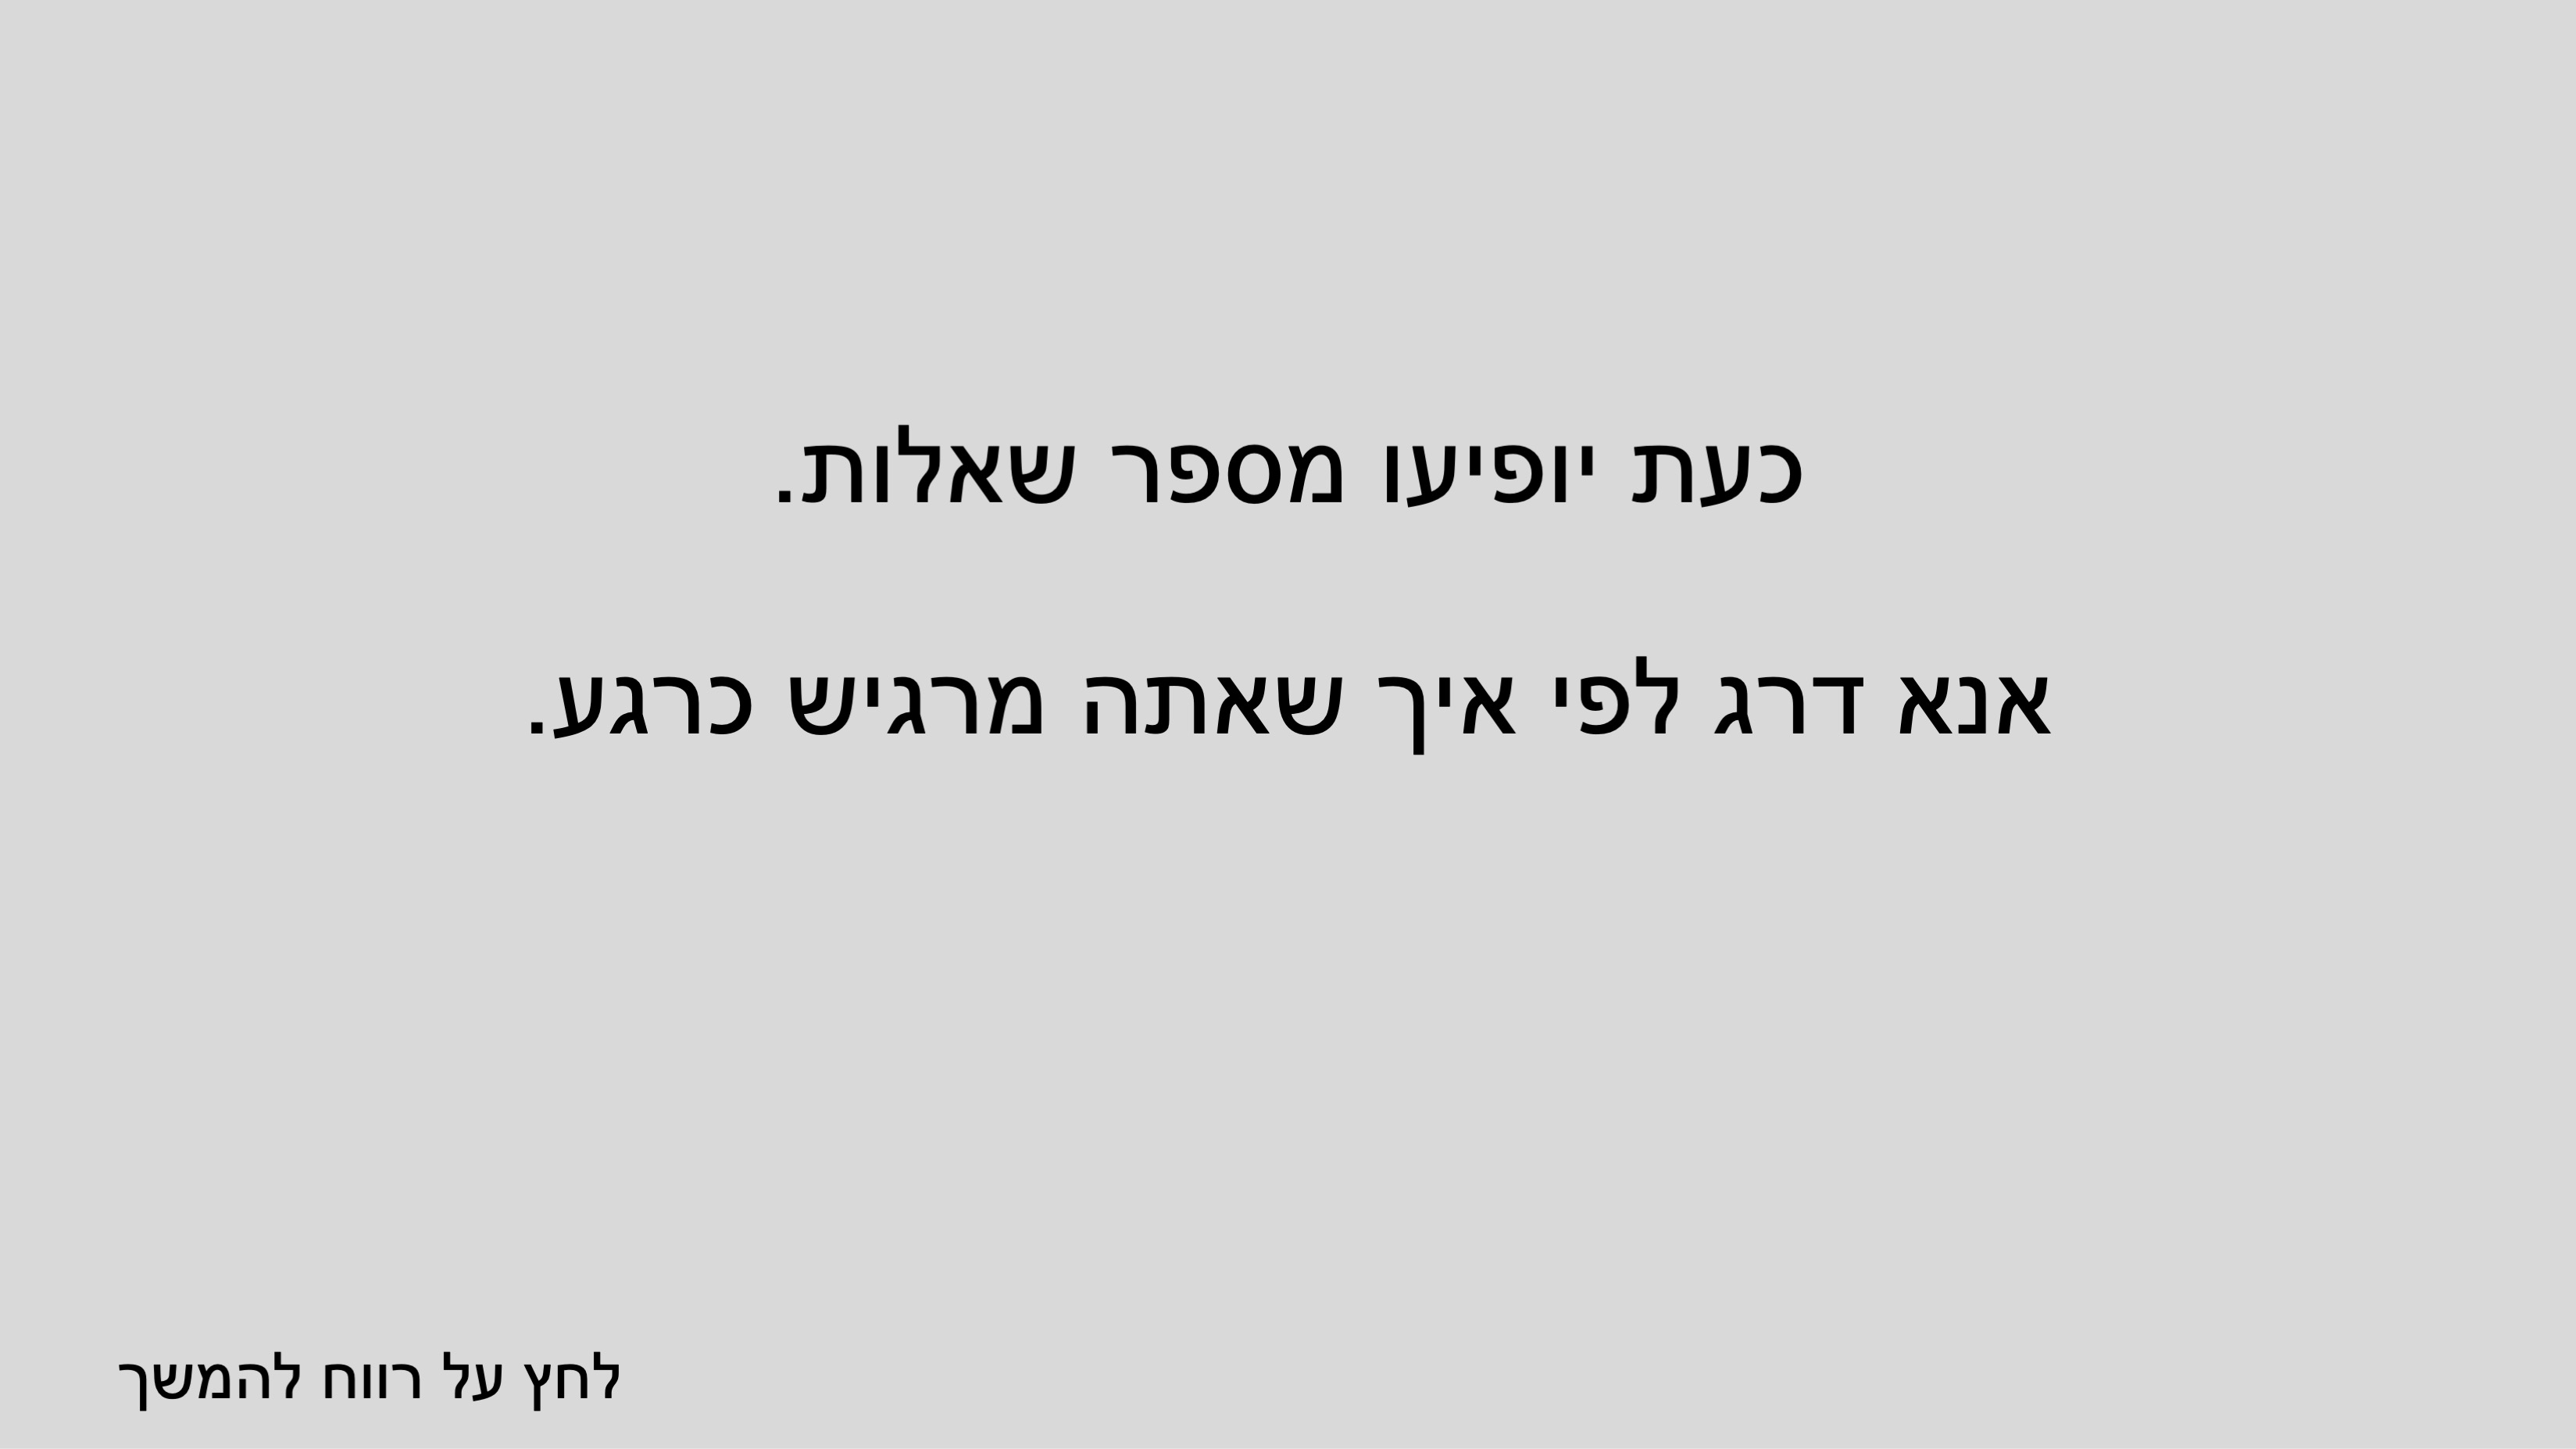 כעת יופיעו מספר שאלות.
אנא דרג לפי איך שאתה מרגיש כרגע.
לחץ על רווח להמשך